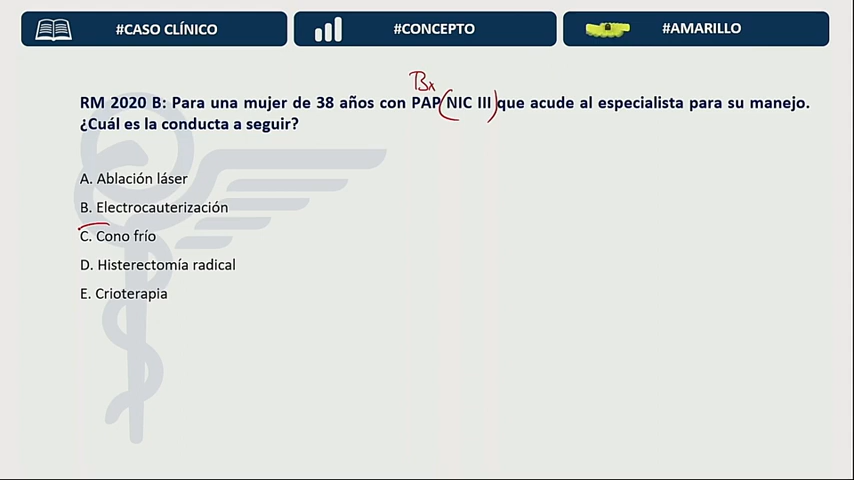 #CASO CLÍNICO
#CONCEPTO
#AMARILLO
Bx
RM 2020 B: Para una mujer de 38 años con PAP NIC III que acude al especialista para su manejo.
¿Cuál es la conducta a seguir?
A. Ablación láser
B. Electrocauterización
C. Cono frío
D. Histerectomía radical
E. Crioterapia